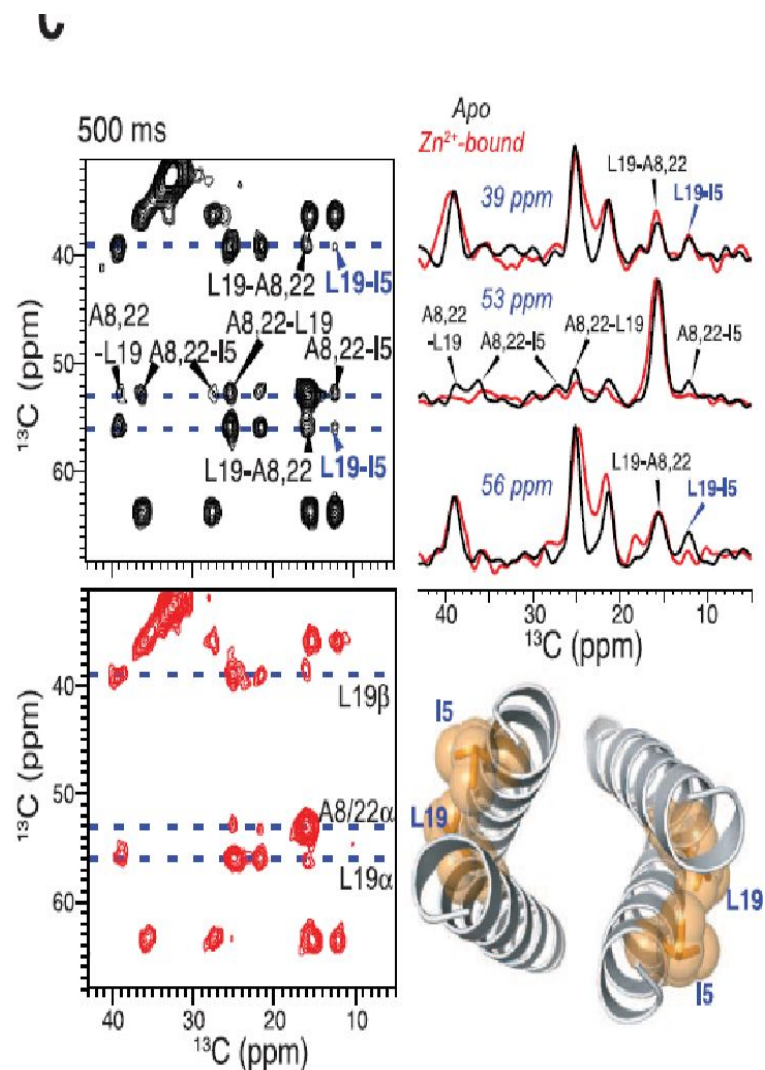 C
500 ms
Apo
Zn²⁺-bound
39 ppm
L19-A8,22
L19-I5
53 ppm
A8,22
-L19
A8,22-I5
A8,22-L19
A8,22-I5
56 ppm
L19-A8,22
L19-I5
40 30 20 10
¹³C (ppm)
¹³C (ppm)
40
50
60
L19-A8,22
L19-I5
A8,22
-L19
A8,22-I5
A8,22-L19
A8,22-I5
L19-A8,22
L19-I5
¹³C (ppm)
40
50
60
L19β
A8/22α
L19α
40 30 20 10
¹³C (ppm)
I5
L19
L19
I5